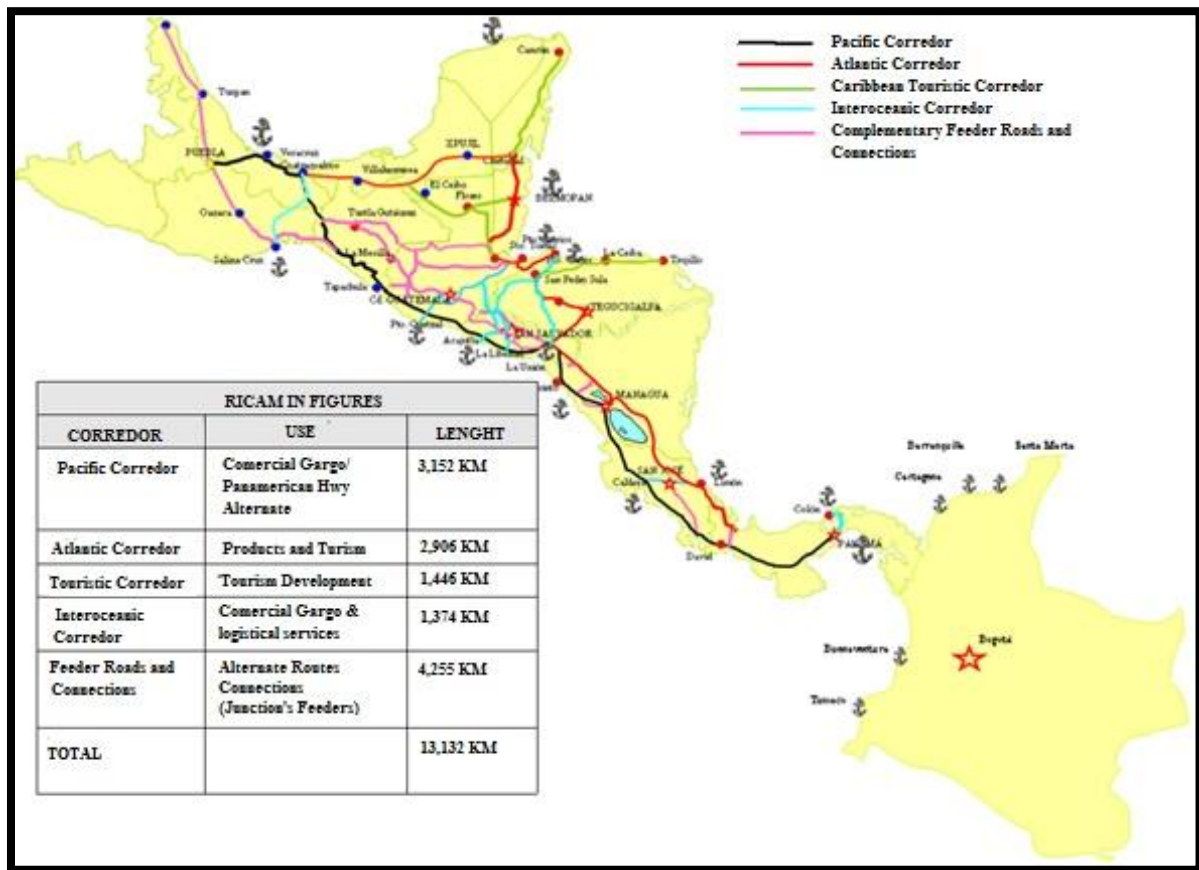 Pacific Corredor
Atlantic Corredor
Caribbean Touristic Corredor
Interoceanic Corredor
Complementary Feeder Roads and
Connections
Cancún
Tuxpan
PUEBLA
Veracruz
Villahermosa
XPUJIL
El Ceibo
Flores
BERMOPAN
Oaxaca
Tuxtla Gutiérrez
Salina Cruz
La Mesilla
Tapachula
Cd. GUATEMALA
Pto. Quetzal
Acajutla
La Libertad
La Unión
SAN SALVADOR
San Pedro Sula
La Ceiba
Trujillo
TEGUCIGALPA
MANAGUA
SAN JOSE
Caldera
Limón
David
Colón
PANAMÁ
Barranquilla
Santa Marta
Cartagena
Buenaventura
Tumaco
Bogotá
RICAM IN FIGURES
CORREDOR USE LENGHT
Pacific Corredor Comercial Gargo/ 3,152 KM
Panamerican Hwy
Alternate
Atlantic Corredor Products and Turism 2,906 KM
Touristic Corredor Tourism Development 1,446 KM
Interoceanic Comercial Gargo & 1,374 KM
Corredor logistical services
Feeder Roads and Alternate Routes 4,255 KM
Connections Connections
(Junction's Feeders)
TOTAL 13,132 KM